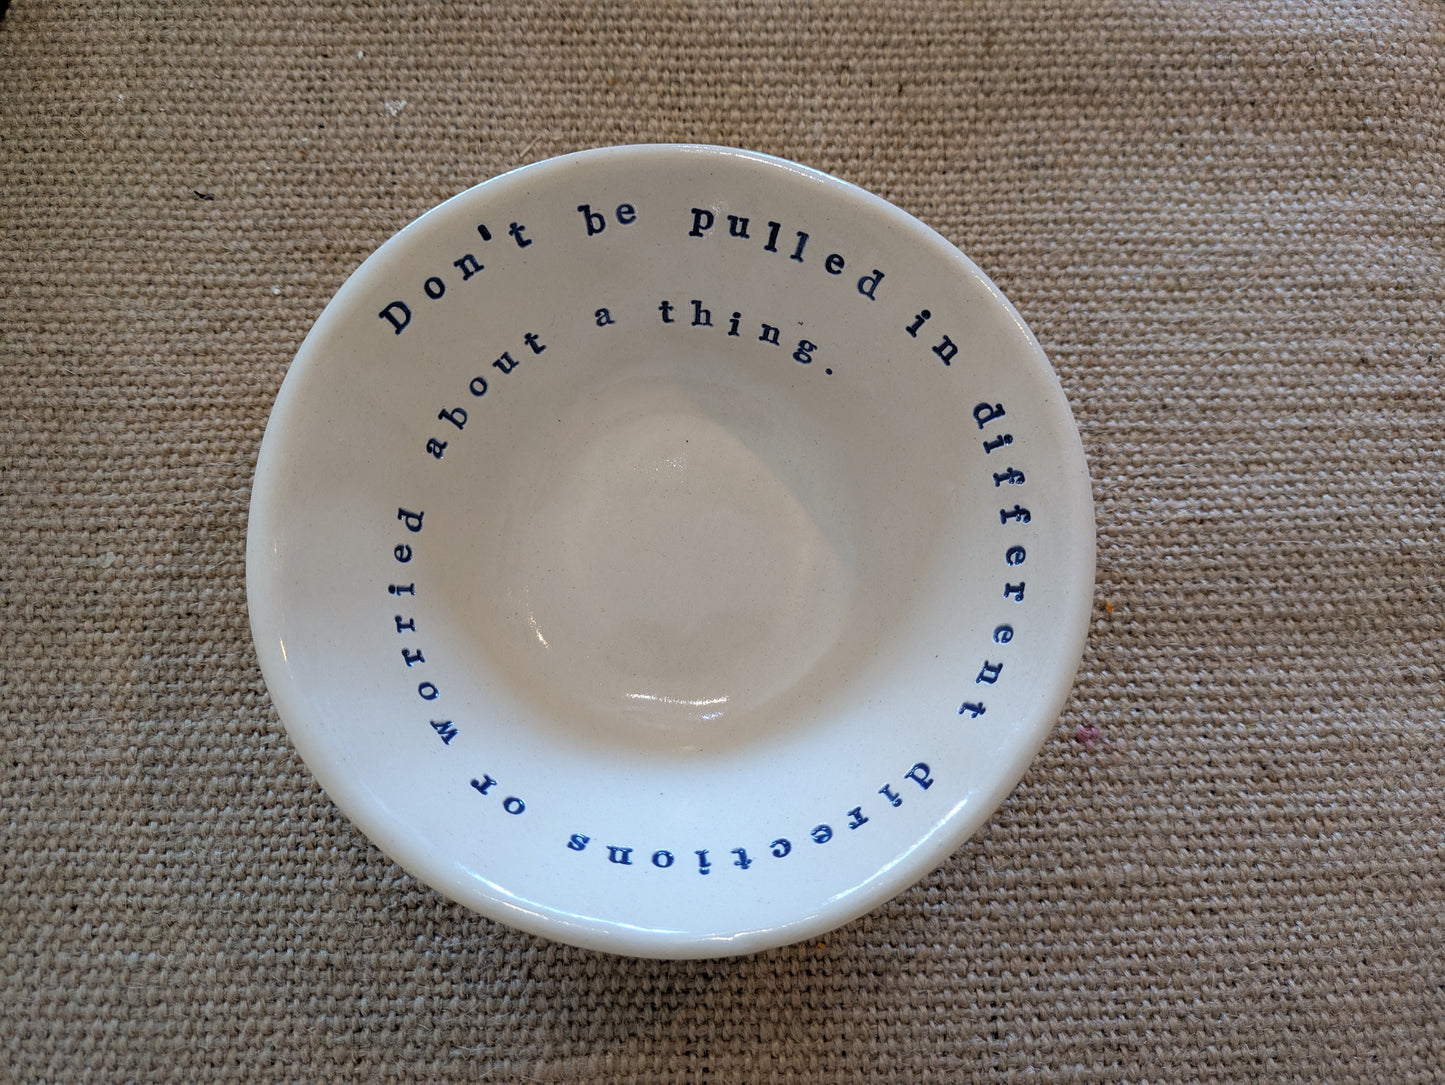 Don't be pulled in different directions or worried about a thing.